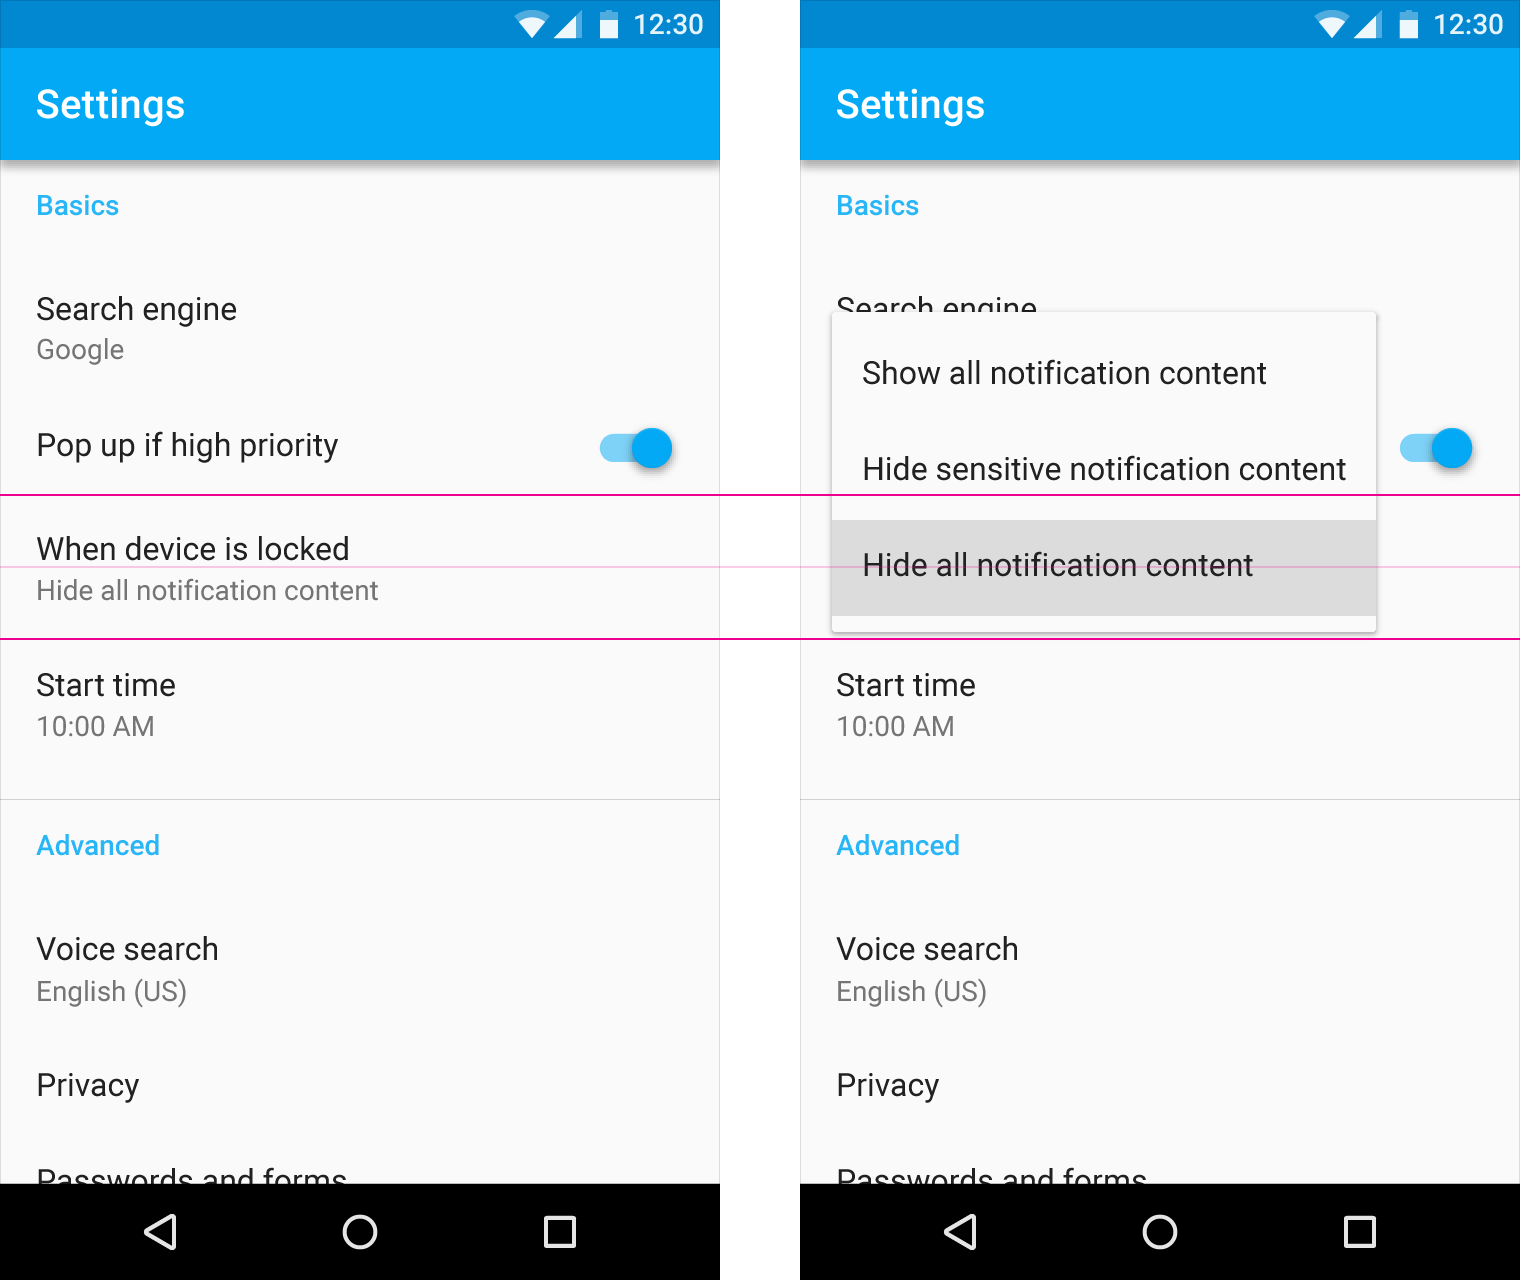 12:30
Settings
Basics
Search engine
Google
Pop up if high priority
When device is locked
Hide all notification content
Start time
10:00 AM
Advanced
Voice search
English (US)
Privacy
Passwords and forms
12:30
Settings
Basics
Search engine
Show all notification content
Hide sensitive notification content
Hide all notification content
Start time
10:00 AM
Advanced
Voice search
English (US)
Privacy
Passwords and forms